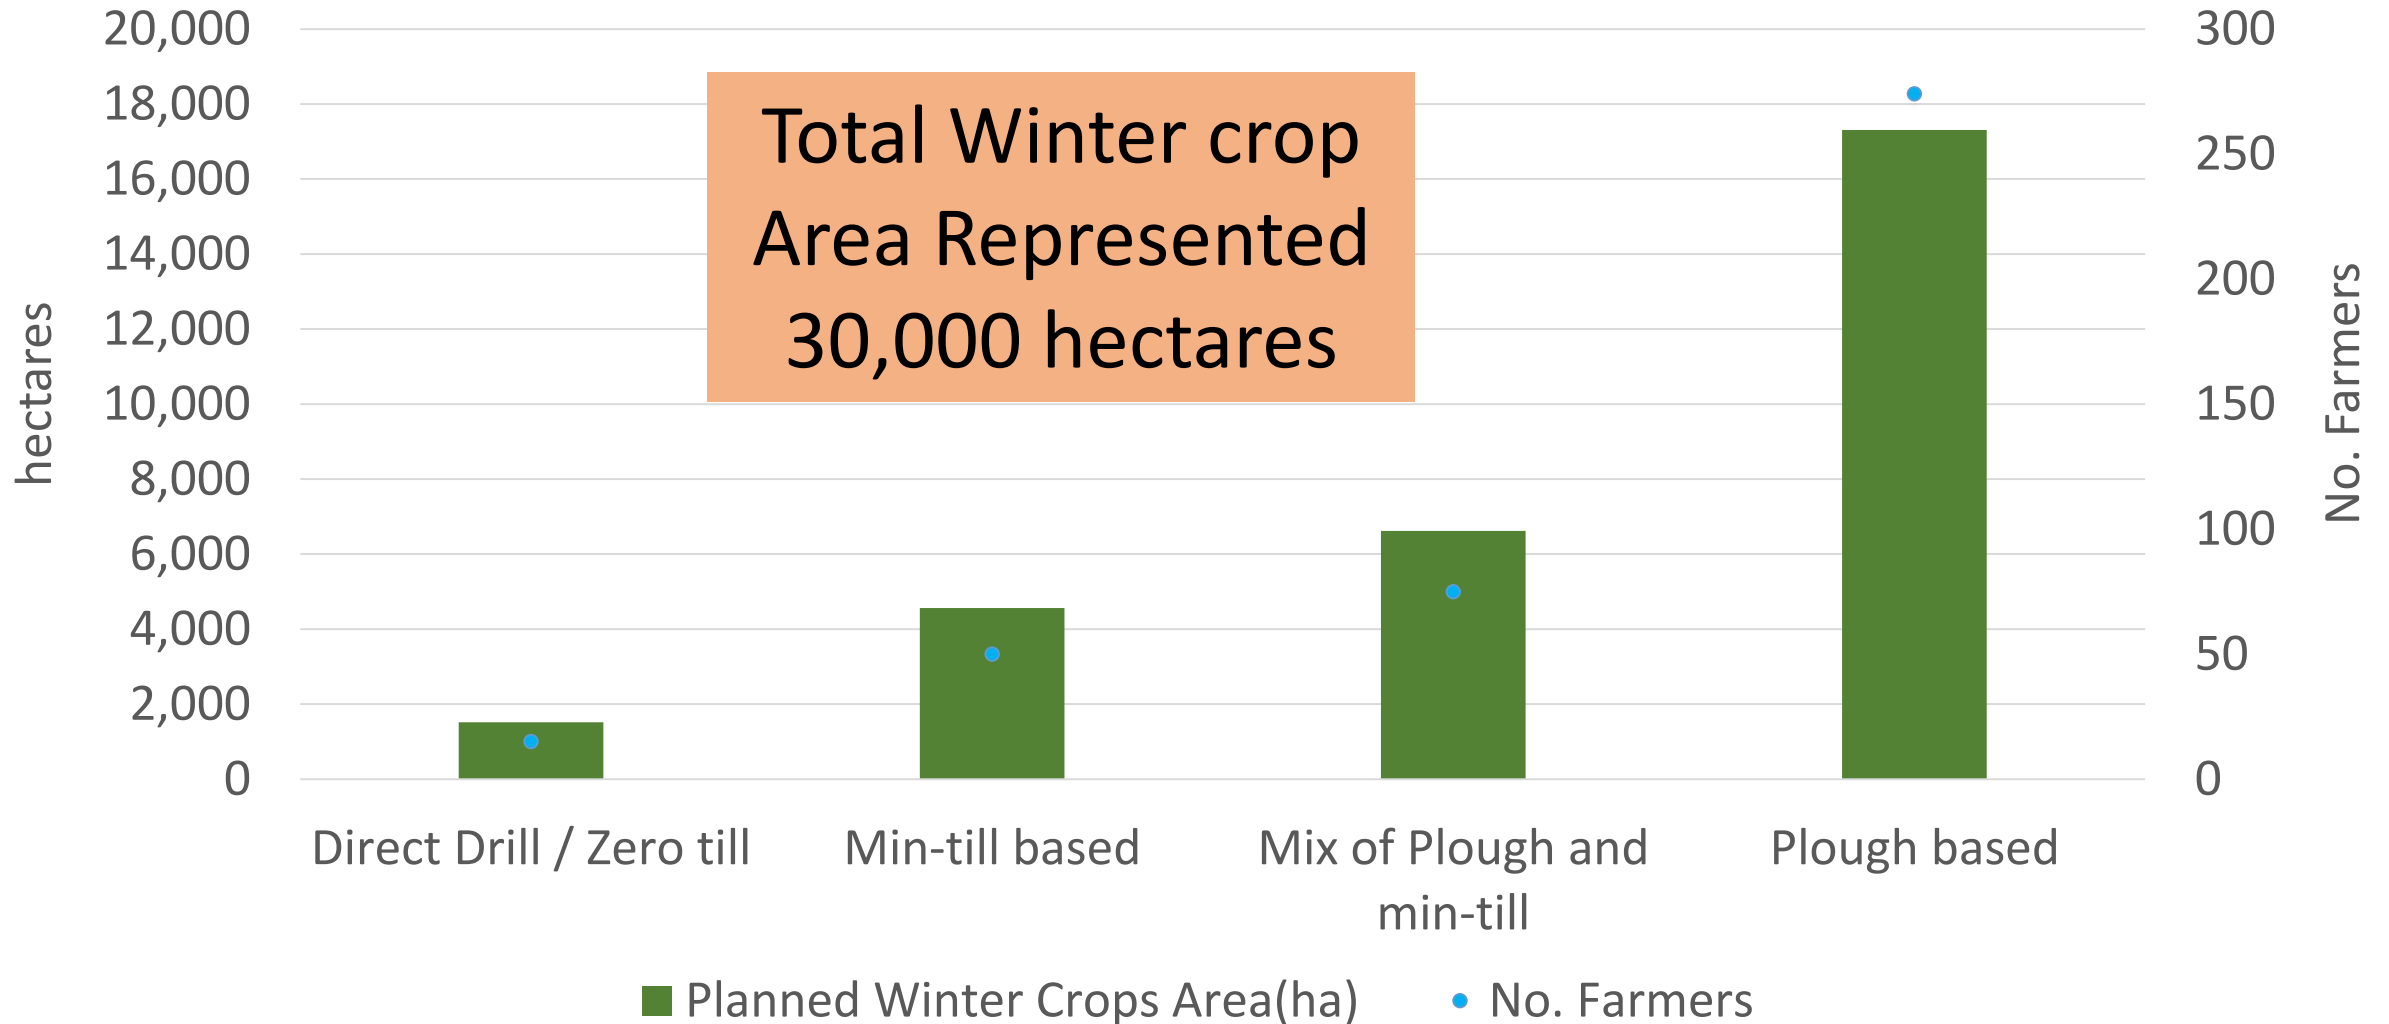 20,000
18,000
16,000
14,000
12,000
10,000
8,000
6,000
4,000
2,000
0
hectares
Total Winter crop
Area Represented
30,000 hectares
300
250
200
150
100
50
0
No. Farmers
Direct Drill / Zero till
Min-till based
Mix of Plough and
min-till
Plough based
Planned Winter Crops Area(ha)
No. Farmers